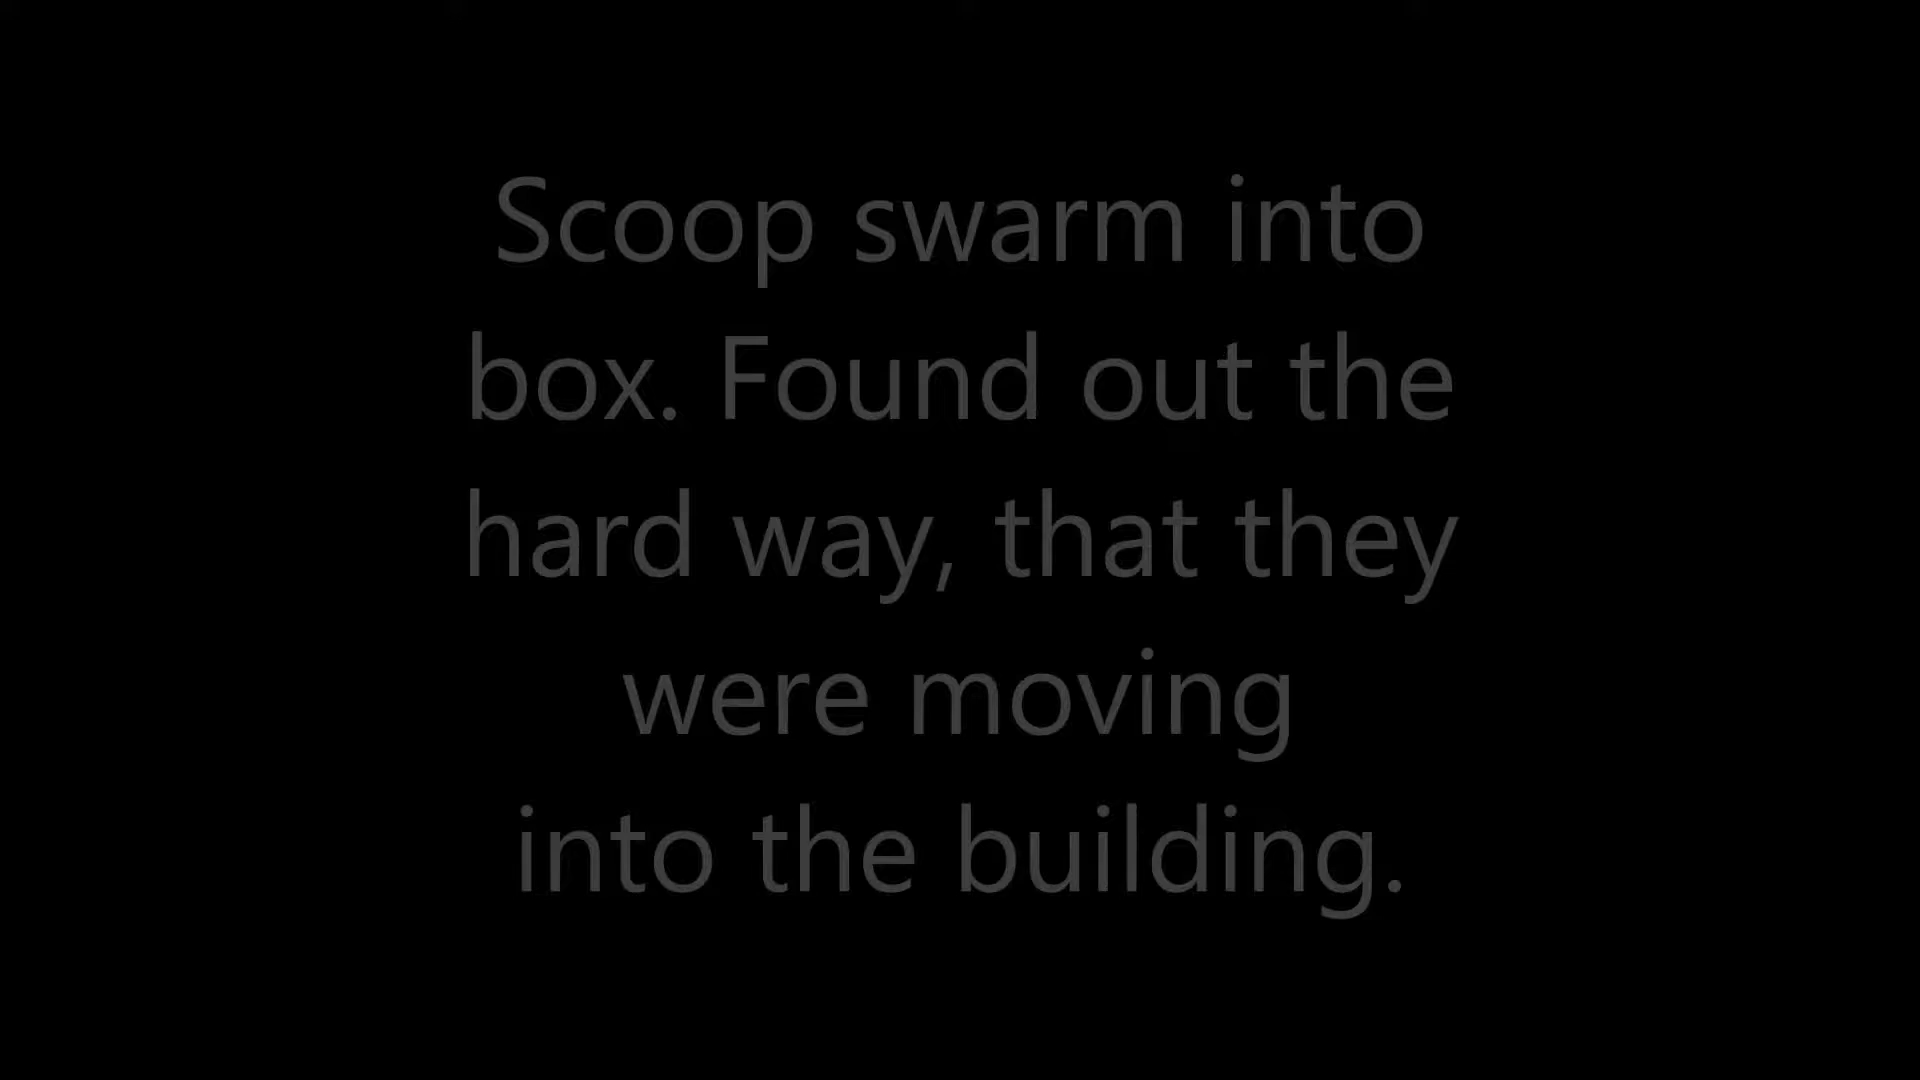 Scoop swarm into
box. Found out the
hard way, that they
were moving
into the building.